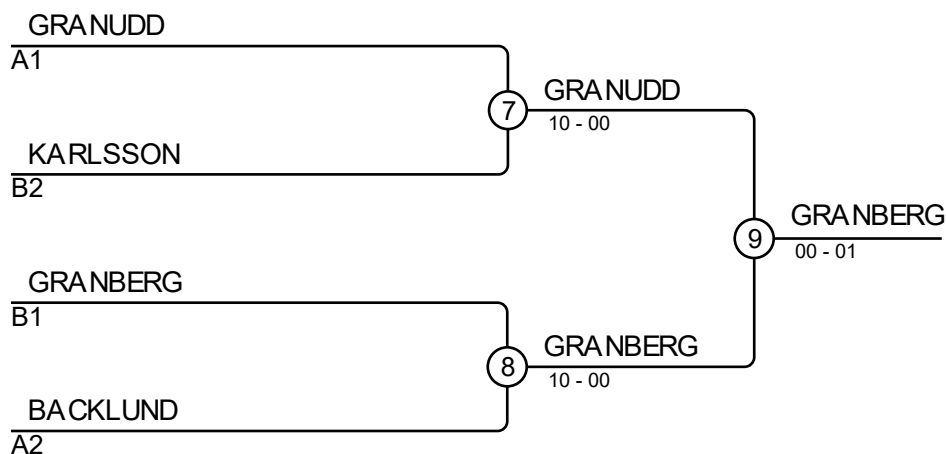 GRANUDD
A1
7
GRANUDD
10 - 00
KARLSSON
B2
9
GRANBERG
00 - 01
GRANBERG
B1
8
GRANBERG
10 - 00
BACKLUND
A2